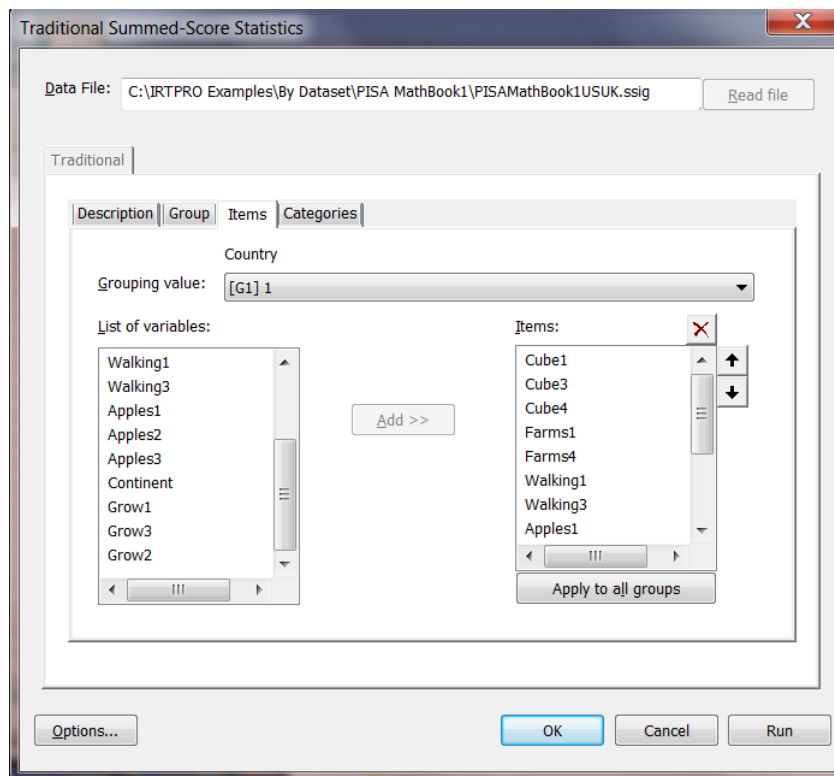 Traditional Summed-Score Statistics
Data File: C:\IRTPRO Examples\By Dataset\PISA MathBook1\PISAMathBook1USUK.ssig Read file
Traditional
Description Group Items Categories
Country
Grouping value: [G1] 1
List of variables: Items:
Walking1
Walking3
Apples1
Apples2
Apples3
Continent
Grow1
Grow3
Grow2
Add >>
Cube1
Cube3
Cube4
Farms1
Farms4
Walking1
Walking3
Apples1
Apply to all groups
Options... OK Cancel Run